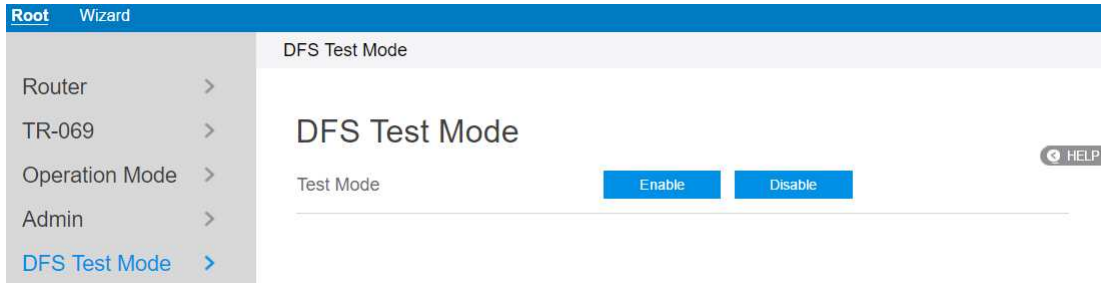 Root Wizard
DFS Test Mode
Router
TR-069
Operation Mode
Admin
DFS Test Mode
DFS Test Mode
HELP
Test Mode Enable Disable